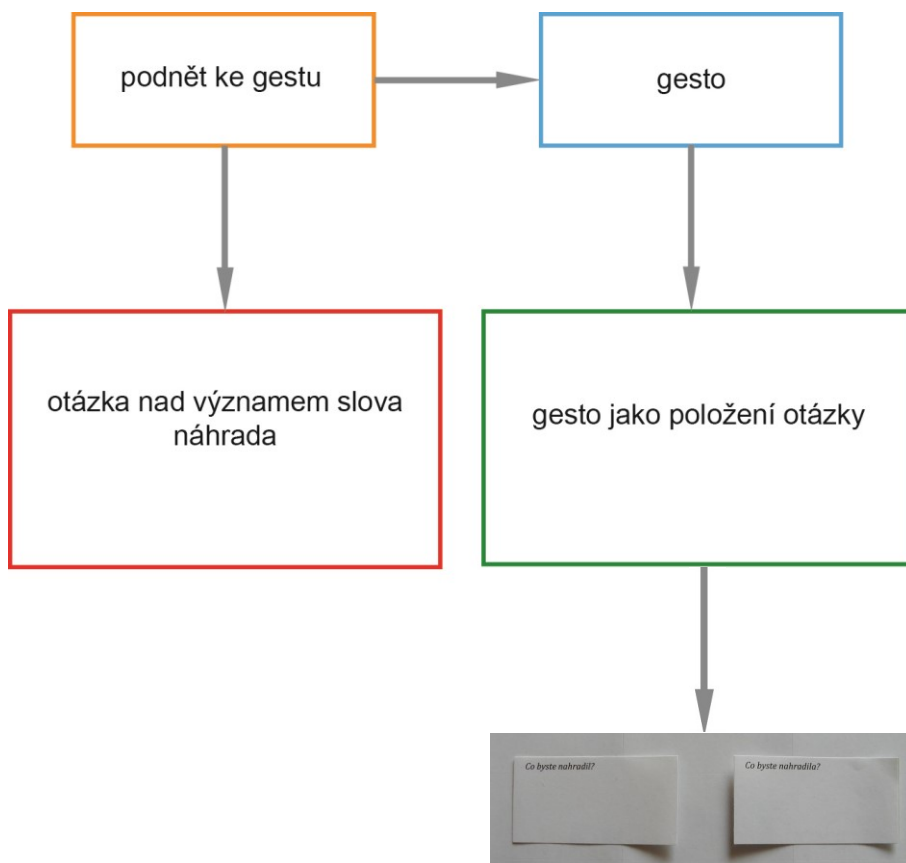 podnět ke gestu
gesto
otázka nad významem slova
náhrada
gesto jako položení otázky
Co byste nahradil?
Co byste nahradila?